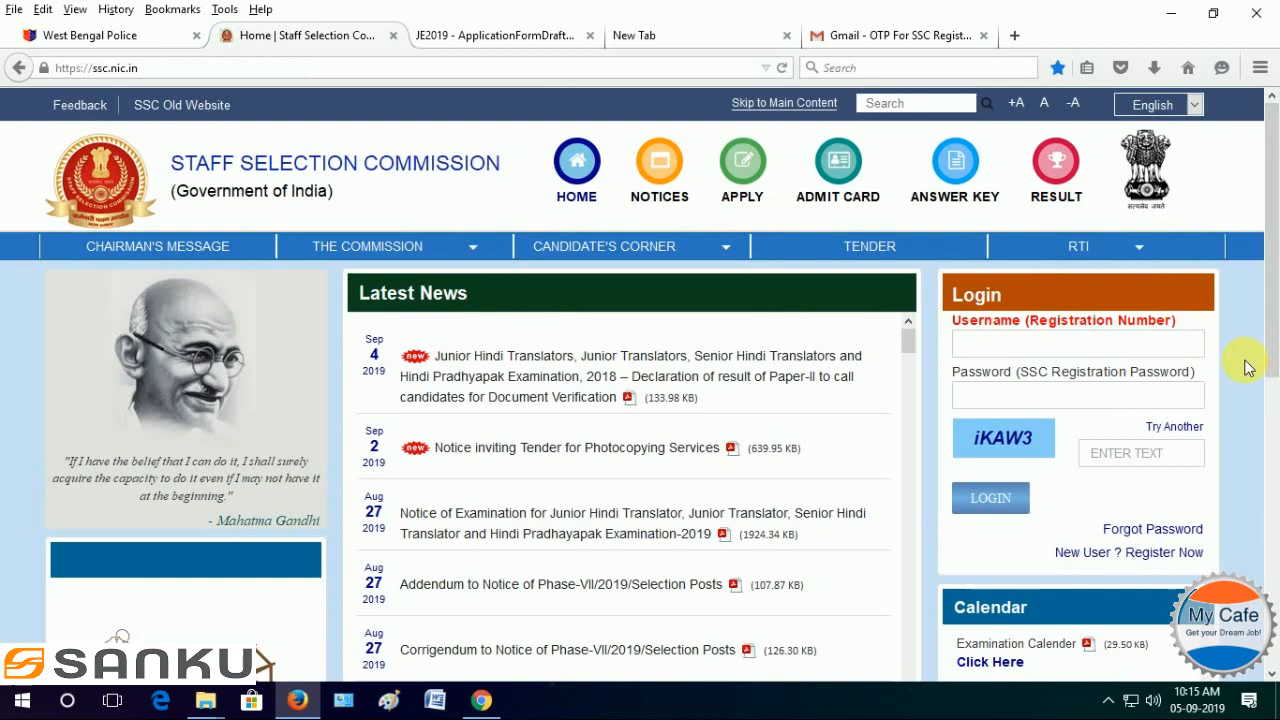 File Edit View History Bookmarks Tools Help
West Bengal Police
Home | Staff Selection Co...
JE2019 - ApplicationFormDraft...
New Tab
Gmail - OTP For SSC Regist...
https://ssc.nic.in
Search
Feedback
SSC Old Website
Skip to Main Content
Search
+A A -A
English
STAFF SELECTION COMMISSION
(Government of India)
HOME
NOTICES
APPLY
ADMIT CARD
ANSWER KEY
RESULT
सत्यमेव जयते
CHAIRMAN'S MESSAGE
THE COMMISSION
CANDIDATE'S CORNER
TENDER
RTI
"If I have the belief that I can do it, I shall surely
acquire the capacity to do it even if I may not have it
at the beginning."
- Mahatma Gandhi
Latest News
Sep
4
2019
new Junior Hindi Translators, Junior Translators, Senior Hindi Translators and
Hindi Pradhyapak Examination, 2018 – Declaration of result of Paper-II to call
candidates for Document Verification (133.98 KB)
Sep
2
2019
new Notice inviting Tender for Photocopying Services (639.95 KB)
Aug
27
2019
Notice of Examination for Junior Hindi Translator, Junior Translator, Senior Hindi
Translator and Hindi Pradhayapak Examination-2019 (1924.34 KB)
Aug
27
2019
Addendum to Notice of Phase-VII/2019/Selection Posts (107.87 KB)
Aug
27
2019
Corrigendum to Notice of Phase-VII/2019/Selection Posts (126.30 KB)
Login
Username (Registration Number)
Password (SSC Registration Password)
iKAW3
Try Another
ENTER TEXT
LOGIN
Forgot Password
New User ? Register Now
Calendar
Examination Calender (29.50 KB)
Click Here
My Cafe
Get your Dream Job!
SANKU
10:15 AM
05-09-2019